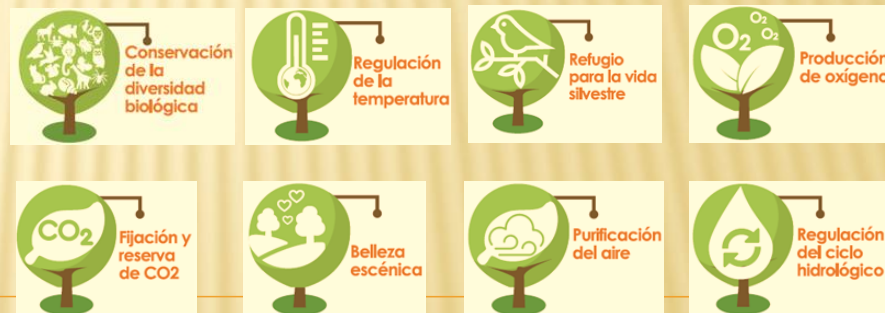 Conservación
de la
diversidad
biológica
Regulación
de la
temperatura
Refugio
para la vida
silvestre
O2
O2
O2
Producción
de oxígeno
CO2
Fijación y
reserva
de CO2
Belleza
escénica
Purificación
del aire
Regulación
del ciclo
hidrológico